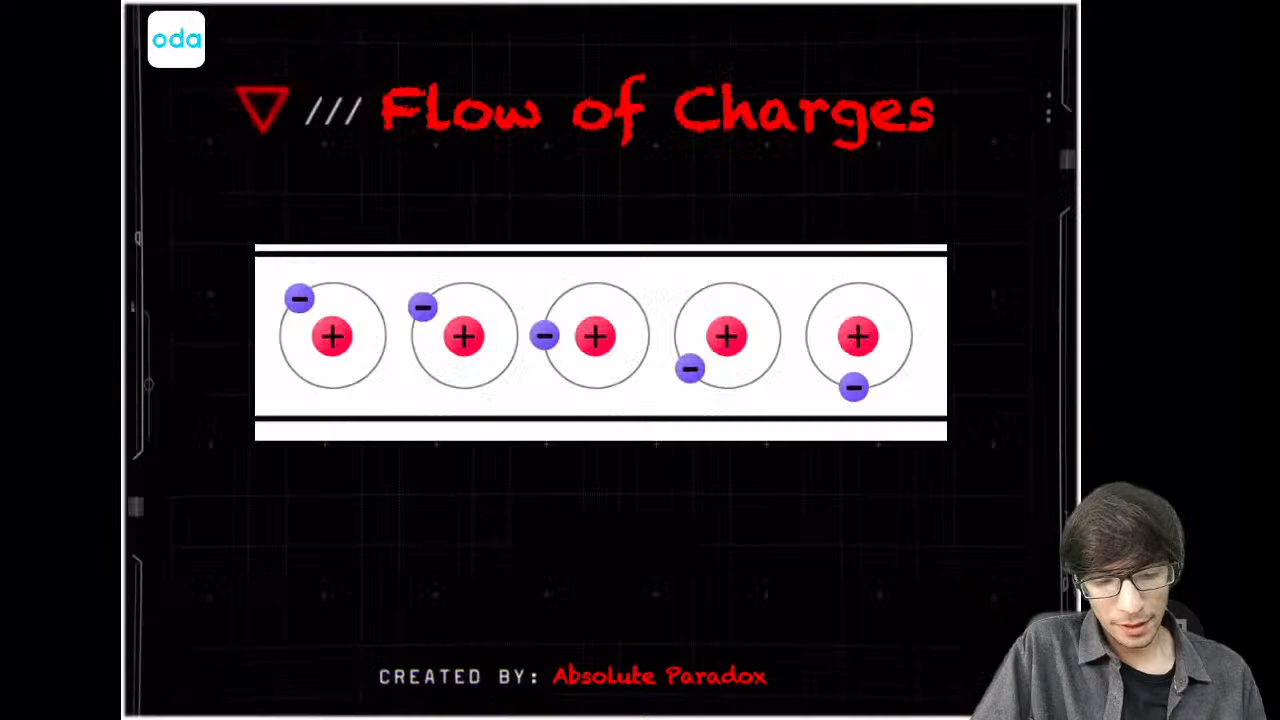 oda
/// Flow of Charges
- + - + - + - + - +
CREATED BY: Absolute Paradox